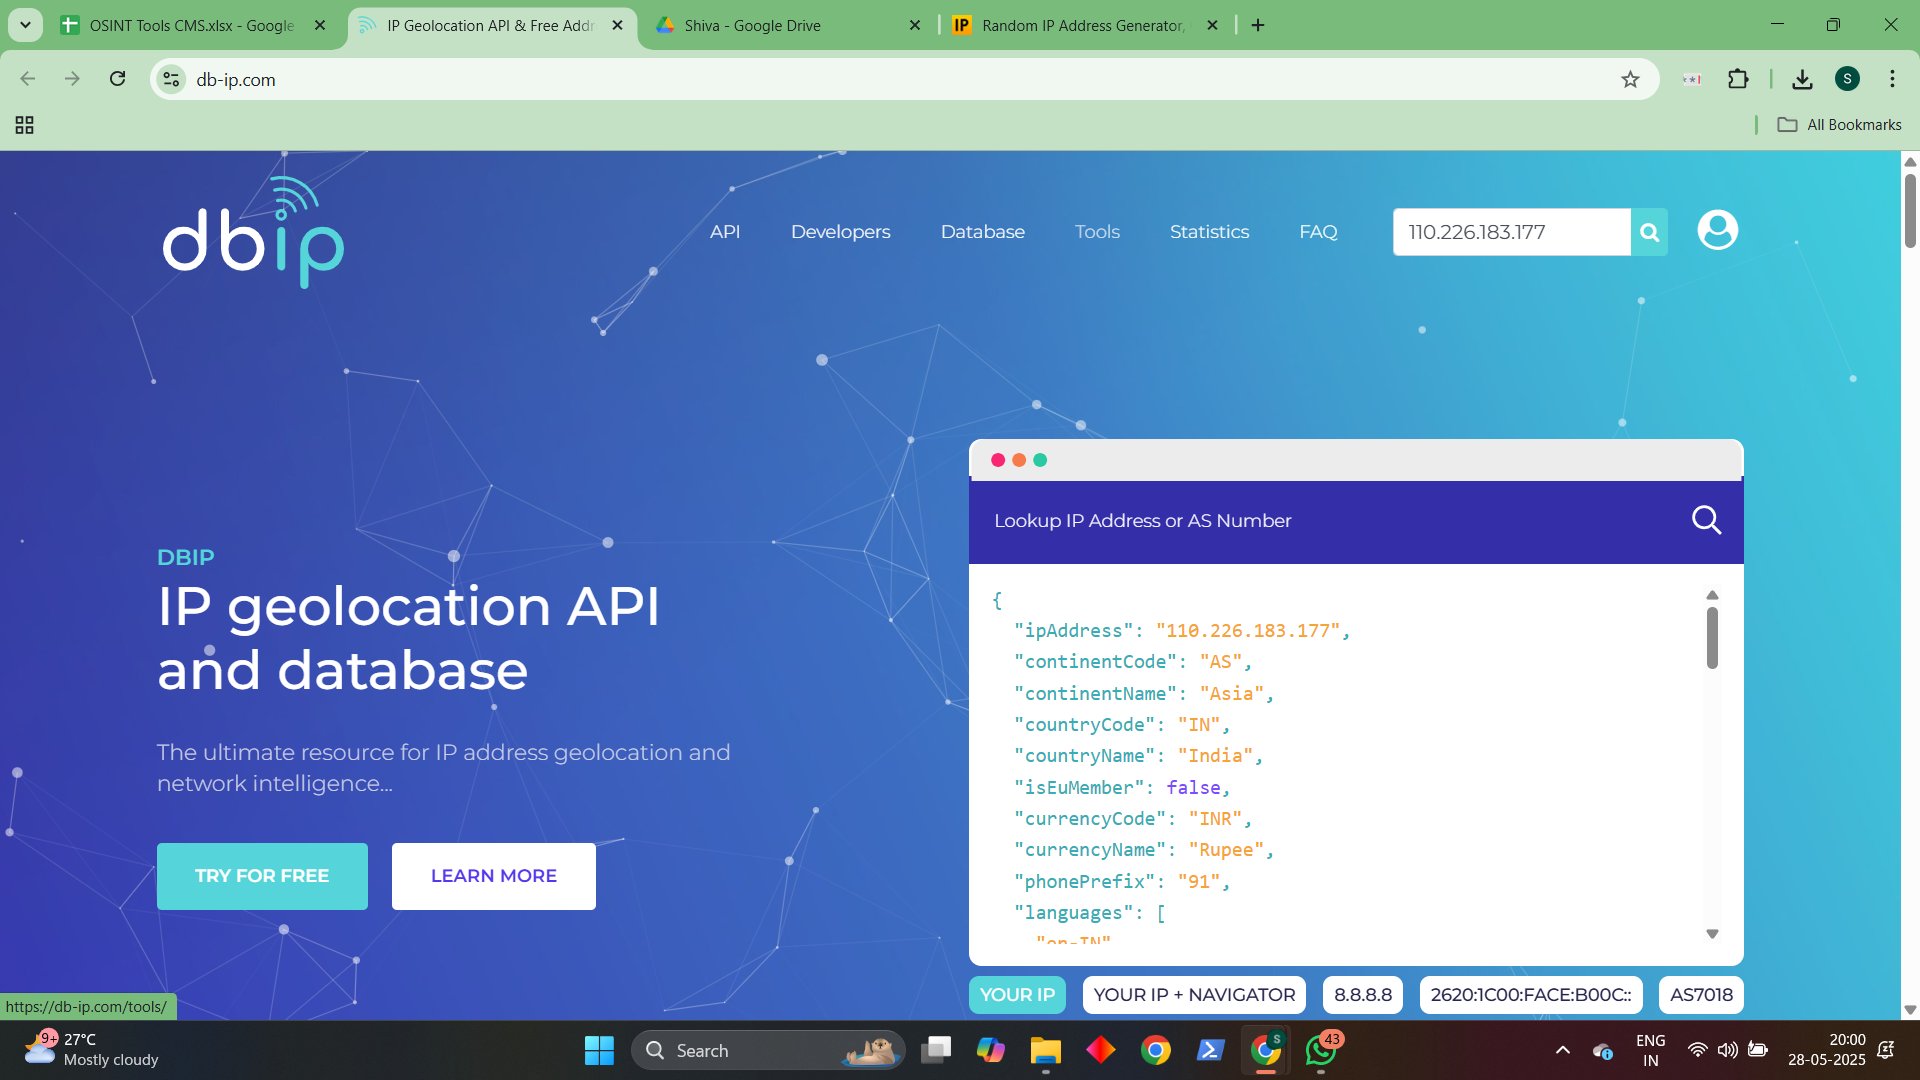 OSINT Tools CMS.xlsx - Google
IP Geolocation API & Free Addr
Shiva - Google Drive
IP
Random IP Address Generator,
db-ip.com
S
All Bookmarks
dbip
API
Developers
Database
Tools
Statistics
FAQ
110.226.183.177
Lookup IP Address or AS Number
DBIP
IP geolocation API
and database
The ultimate resource for IP address geolocation and
network intelligence...
TRY FOR FREE
LEARN MORE
{
"ipAddress": "110.226.183.177",
"continentCode": "AS",
"continentName": "Asia",
"countryCode": "IN",
"countryName": "India",
"isEuMember": false,
"currencyCode": "INR",
"currencyName": "Rupee",
"phonePrefix": "91",
"languages": [
"en-IN"
YOUR IP
YOUR IP + NAVIGATOR
8.8.8.8
2620:1C00:FACE:B00C::
AS7018
https://db-ip.com/tools/
9+
27°C
Mostly cloudy
Search
S
43
ENG
IN
20:00
28-05-2025